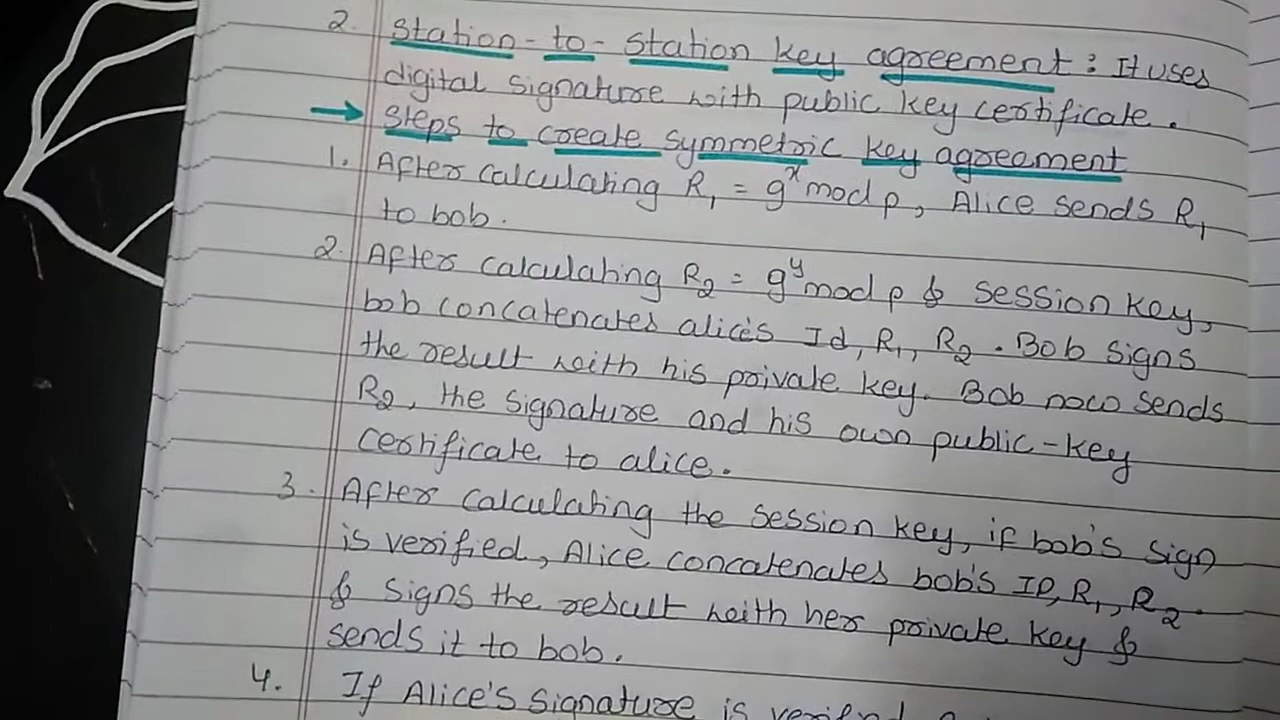 2. Station-to-Station key agreement: It uses
digital signature with public key certificate.
→ Steps to create symmetric key agreement
1. After calculating R₁ = gˣ mod p, Alice sends R₁
to bob.
2. After calculating R₂ = gʸ mod p & session key,
bob concatenates alice's Id, R₁, R₂. Bob signs
the result with his private key. Bob now sends
R₂, the signature and his own public-key
certificate to alice.
3. After calculating the session key, if bob's sign
is verified, Alice concatenates bob's ID, R₁, R₂.
& signs the result with her private key &
sends it to bob.
4. If Alice's signature is